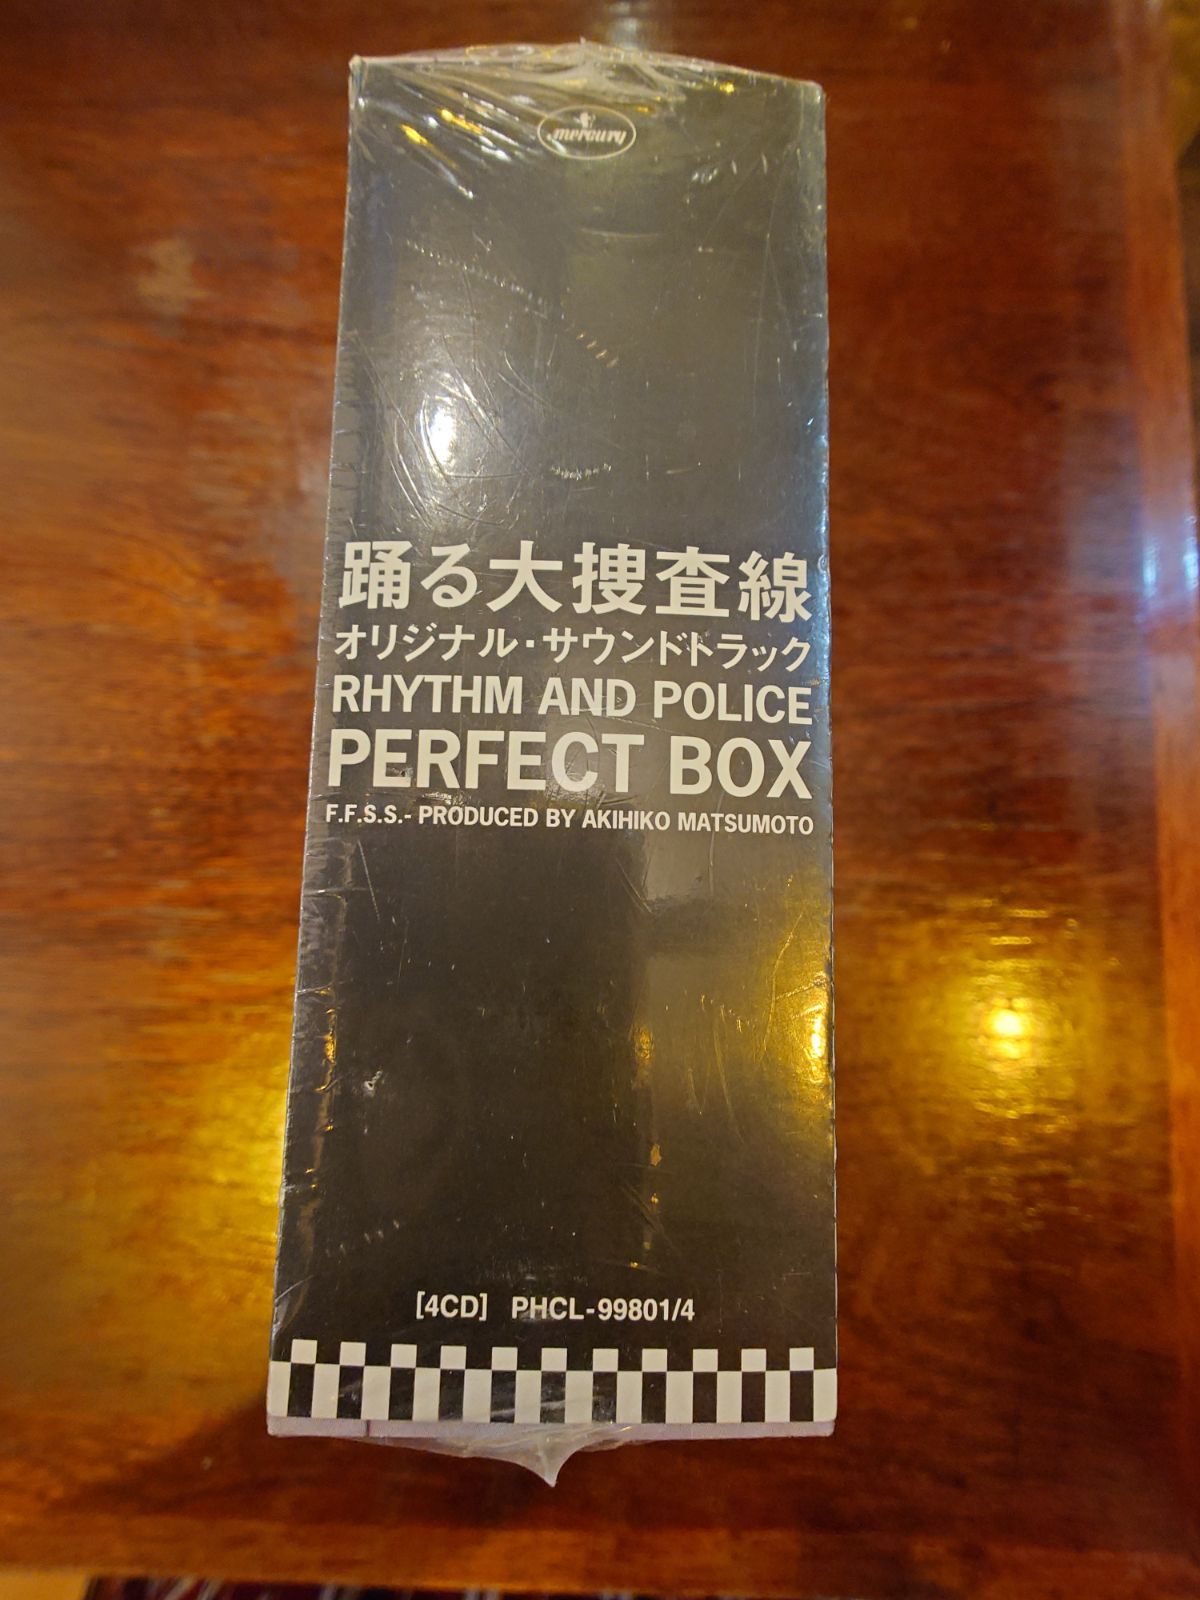 mercury
踊る大捜査線
オリジナル・サウンドトラック
RHYTHM AND POLICE
PERFECT BOX
F.F.S.S.- PRODUCED BY AKIHIKO MATSUMOTO
[4CD] PHCL-99801/4